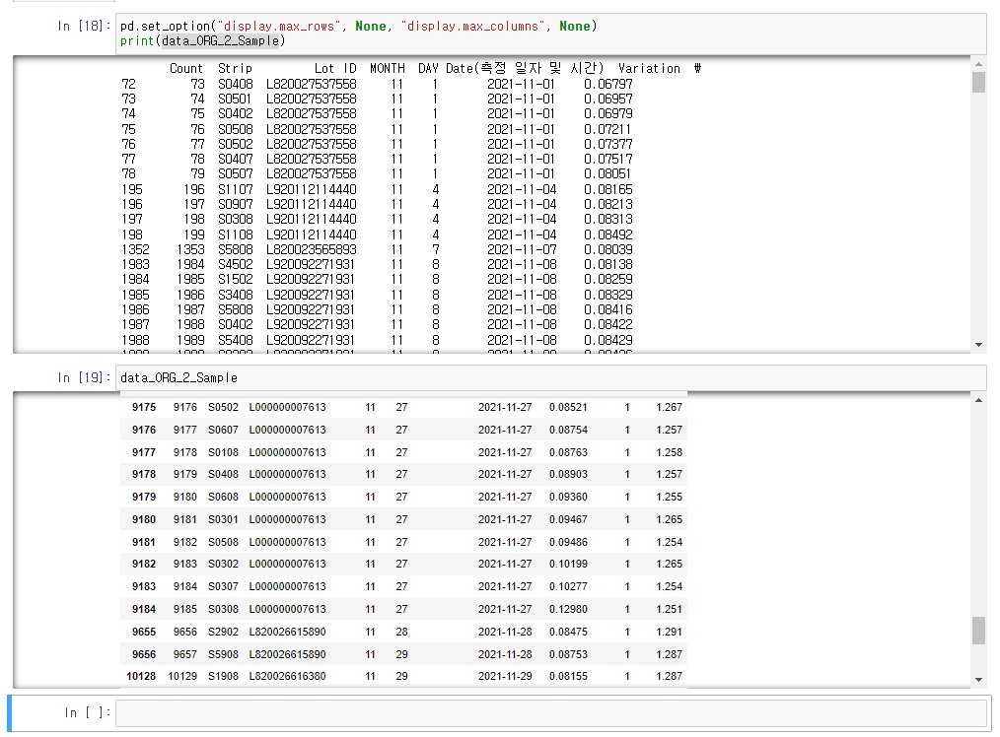 In [18]: pd.set_option("display.max_rows", None, "display.max_columns", None)
print(data_ORG_2_Sample)
Count Strip Lot ID MONTH DAY Date(측정 일자 및 시간) Variation ₩
72 73 S0408 L820027537558 11 1 2021-11-01 0.06797
73 74 S0501 L820027537558 11 1 2021-11-01 0.06957
74 75 S0402 L820027537558 11 1 2021-11-01 0.06979
75 76 S0508 L820027537558 11 1 2021-11-01 0.07211
76 77 S0502 L820027537558 11 1 2021-11-01 0.07377
77 78 S0407 L820027537558 11 1 2021-11-01 0.07517
78 79 S0507 L820027537558 11 1 2021-11-01 0.08051
195 196 S1107 L920112114440 11 4 2021-11-04 0.08165
196 197 S0907 L920112114440 11 4 2021-11-04 0.08213
197 198 S0308 L920112114440 11 4 2021-11-04 0.08313
198 199 S1108 L920112114440 11 4 2021-11-04 0.08492
1352 1353 S5808 L820023565893 11 7 2021-11-07 0.08039
1983 1984 S4502 L920092271931 11 8 2021-11-08 0.08138
1984 1985 S1502 L920092271931 11 8 2021-11-08 0.08259
1985 1986 S3408 L920092271931 11 8 2021-11-08 0.08329
1986 1987 S5808 L920092271931 11 8 2021-11-08 0.08416
1987 1988 S0402 L920092271931 11 8 2021-11-08 0.08422
1988 1989 S5408 L920092271931 11 8 2021-11-08 0.08429
In [19]: data_ORG_2_Sample
9175 9176 S0502 L000000007613 11 27 2021-11-27 0.08521 1 1.267
9176 9177 S0607 L000000007613 11 27 2021-11-27 0.08754 1 1.257
9177 9178 S0108 L000000007613 11 27 2021-11-27 0.08763 1 1.258
9178 9179 S0408 L000000007613 11 27 2021-11-27 0.08903 1 1.257
9179 9180 S0608 L000000007613 11 27 2021-11-27 0.09360 1 1.255
9180 9181 S0301 L000000007613 11 27 2021-11-27 0.09467 1 1.265
9181 9182 S0508 L000000007613 11 27 2021-11-27 0.09486 1 1.254
9182 9183 S0302 L000000007613 11 27 2021-11-27 0.10199 1 1.265
9183 9184 S0307 L000000007613 11 27 2021-11-27 0.10277 1 1.254
9184 9185 S0308 L000000007613 11 27 2021-11-27 0.12980 1 1.251
9655 9656 S2902 L820026615890 11 28 2021-11-28 0.08475 1 1.291
9656 9657 S5908 L820026615890 11 29 2021-11-28 0.08753 1 1.287
10128 10129 S1908 L820026616380 11 29 2021-11-29 0.08155 1 1.287
In [ ]: